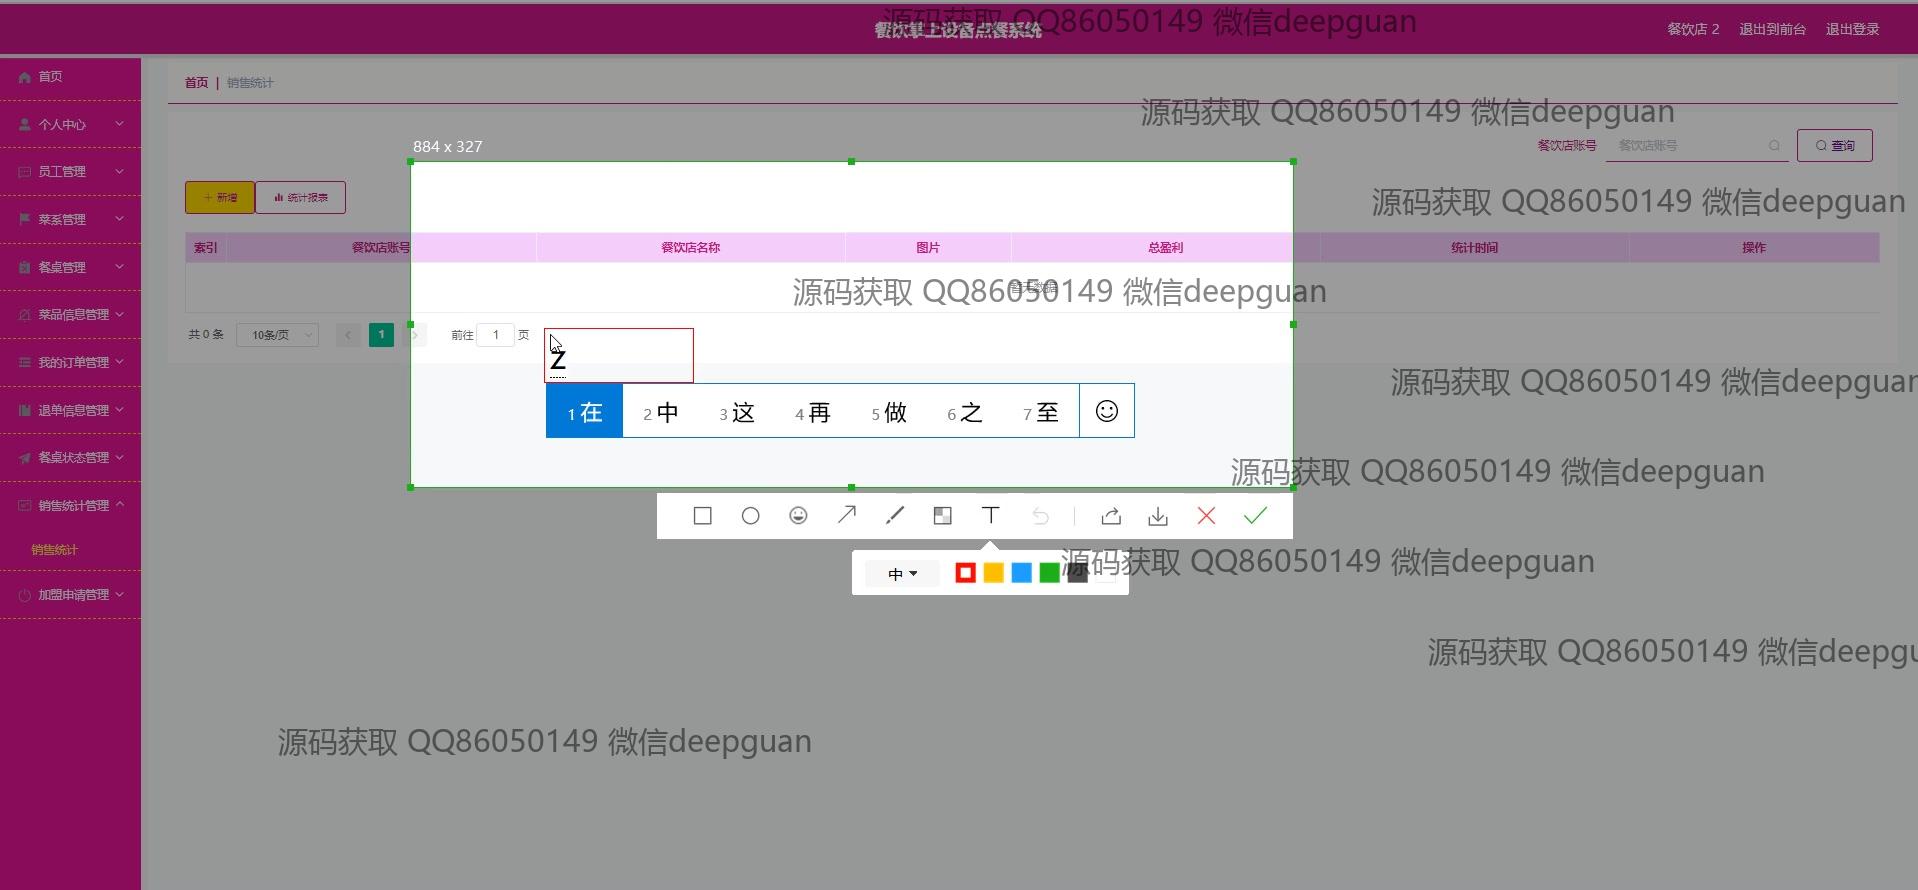 餐饮掌上设备点餐系统
源码获取 QQ86050149 微信deepguan
餐饮店 2 退出到前台 退出登录
首页
个人中心
员工管理
菜系管理
餐桌管理
菜品信息管理
我的订单管理
退单信息管理
餐桌状态管理
销售统计管理
销售统计
加盟申请管理
首页 | 销售统计
源码获取 QQ86050149 微信deepguan
884 x 327
餐饮店账号 餐饮店账号 查询
新增 统计报表
源码获取 QQ86050149 微信deepguan
索引 餐饮店账号 餐饮店名称 图片 总盈利 统计时间 操作
暂无数据
源码获取 QQ86050149 微信deepguan
共 0 条 10条/页 1 前往 1 页
z
1 在 2 中 3 这 4 再 5 做 6 之 7 至
源码获取 QQ86050149 微信deepguan
源码获取 QQ86050149 微信deepguan
T
中
源码获取 QQ86050149 微信deepguan
源码获取 QQ86050149 微信deepgu
源码获取 QQ86050149 微信deepguan